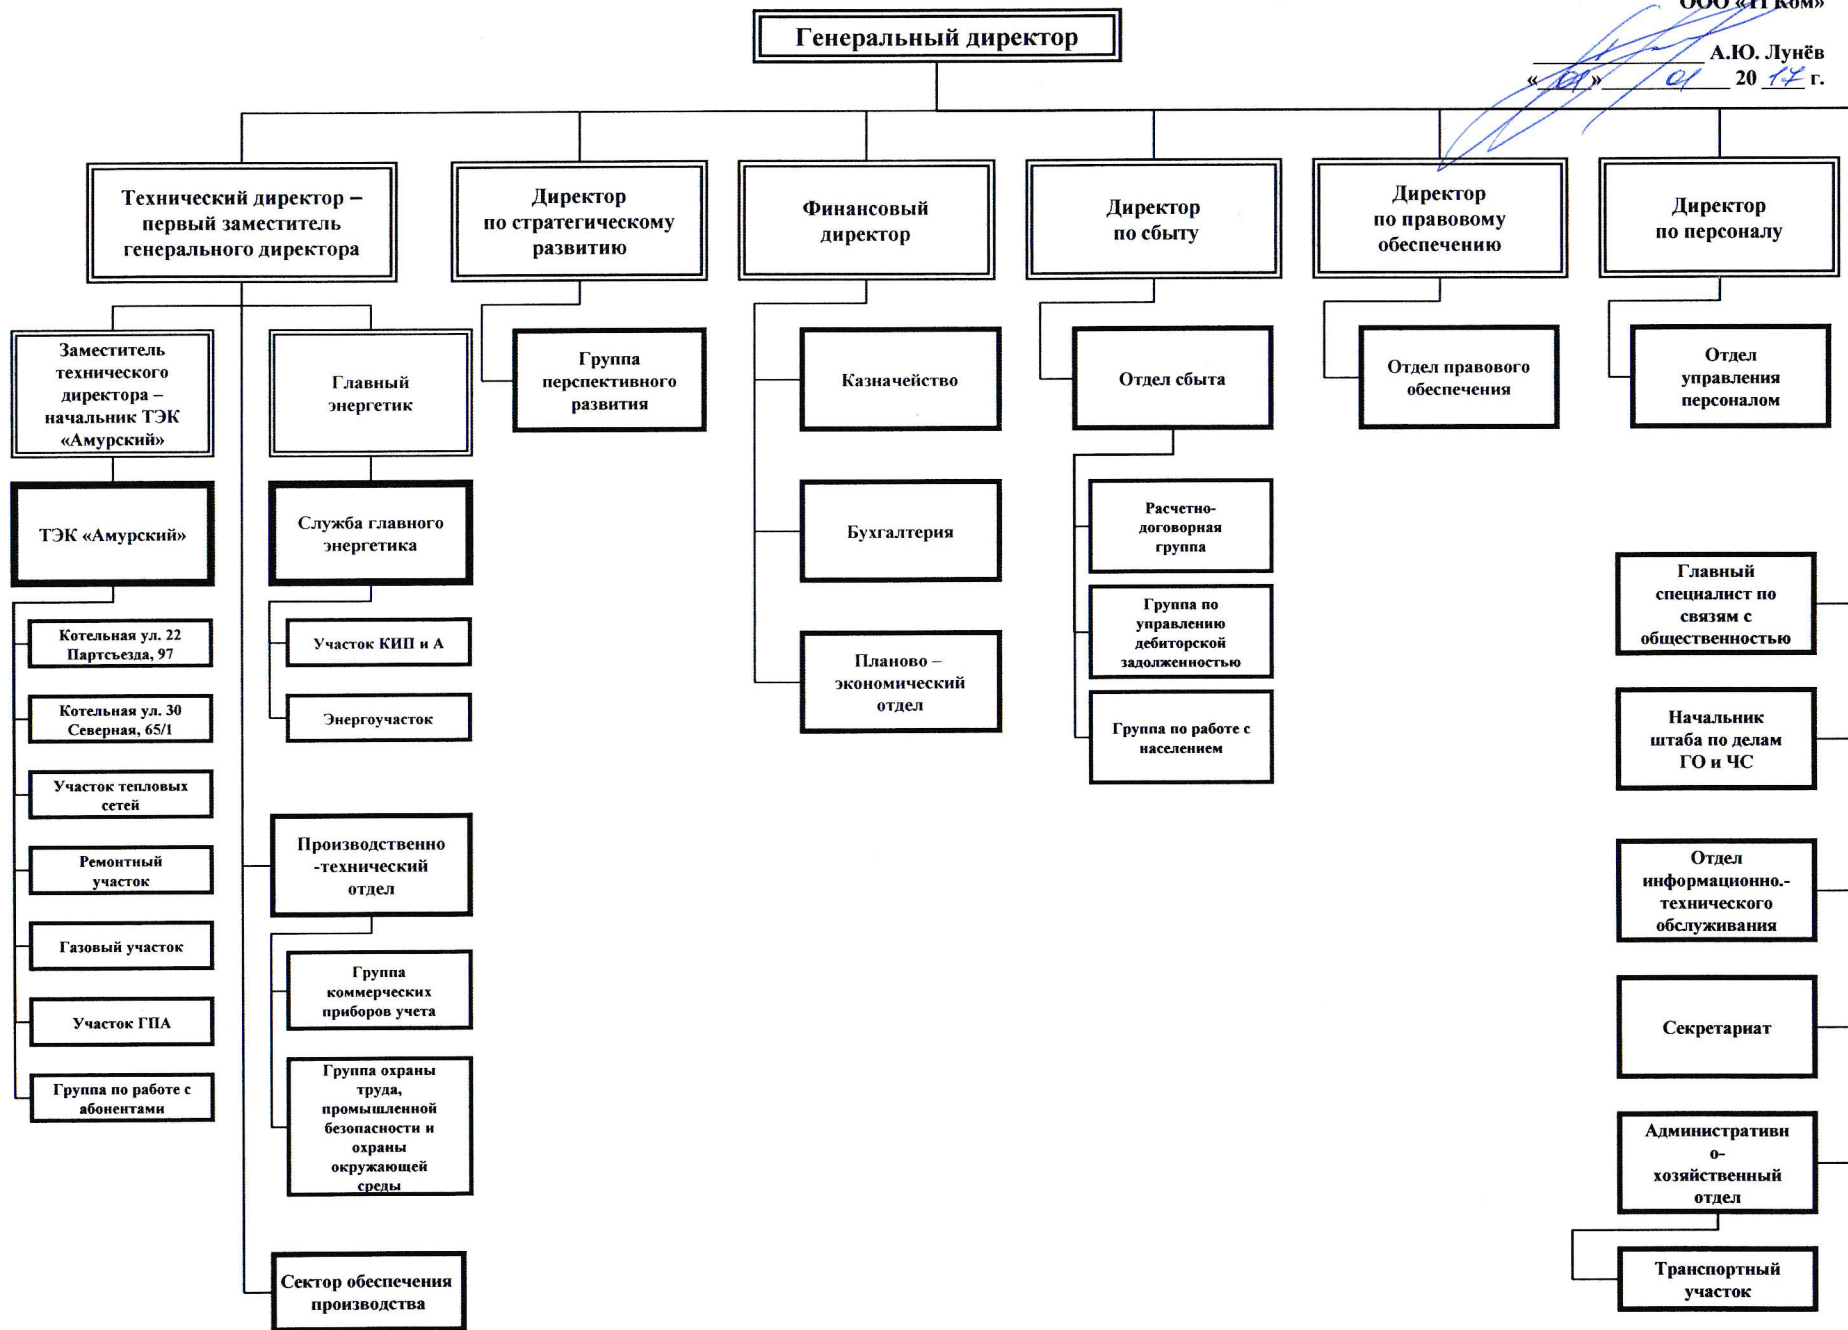 ООО «ТГКом»
А.Ю. Лунёв
«01» 01 20 17 г.
Генеральный директор
Технический директор –
первый заместитель
генерального директора
Директор
по стратегическому
развитию
Финансовый
директор
Директор
по сбыту
Директор
по правовому
обеспечению
Директор
по персоналу
Заместитель
технического
директора –
начальник ТЭК
«Амурский»
Главный
энергетик
Группа
перспективного
развития
Казначейство
Отдел сбыта
Отдел правового
обеспечения
Отдел
управления
персоналом
ТЭК «Амурский»
Служба главного
энергетика
Бухгалтерия
Расчетно-
договорная
группа
Главный
специалист по
связям с
общественностью
Котельная ул. 22
Партсъезда, 97
Участок КИП и А
Планово –
экономический
отдел
Группа по
управлению
дебиторской
задолженностью
Котельная ул. 30
Северная, 65/1
Энергоучасток
Группа по работе с
населением
Начальник
штаба по делам
ГО и ЧС
Участок тепловых
сетей
Ремонтный
участок
Производственно
-технический
отдел
Отдел
информационно.-
технического
обслуживания
Газовый участок
Группа
коммерческих
приборов учета
Участок ГПА
Секретариат
Группа по работе с
абонентами
Группа охраны
труда,
промышленной
безопасности и
охраны
окружающей
среды
Административн
о-
хозяйственный
отдел
Сектор обеспечения
производства
Транспортный
участок